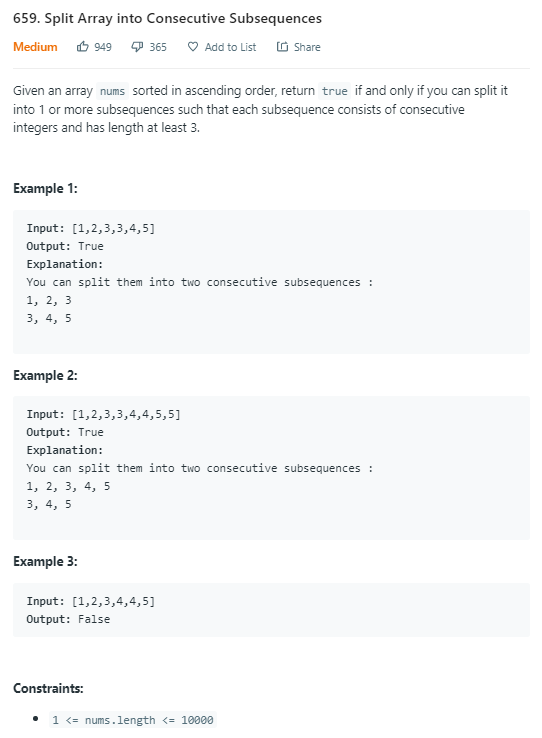 659. Split Array into Consecutive Subsequences
Medium 949 365 Add to List Share
Given an array nums sorted in ascending order, return true if and only if you can split it
into 1 or more subsequences such that each subsequence consists of consecutive
integers and has length at least 3.
Example 1:
Input: [1,2,3,3,4,5]
Output: True
Explanation:
You can split them into two consecutive subsequences :
1, 2, 3
3, 4, 5
Example 2:
Input: [1,2,3,3,4,4,5,5]
Output: True
Explanation:
You can split them into two consecutive subsequences :
1, 2, 3, 4, 5
3, 4, 5
Example 3:
Input: [1,2,3,4,4,5]
Output: False
Constraints:
• 1 <= nums.length <= 10000